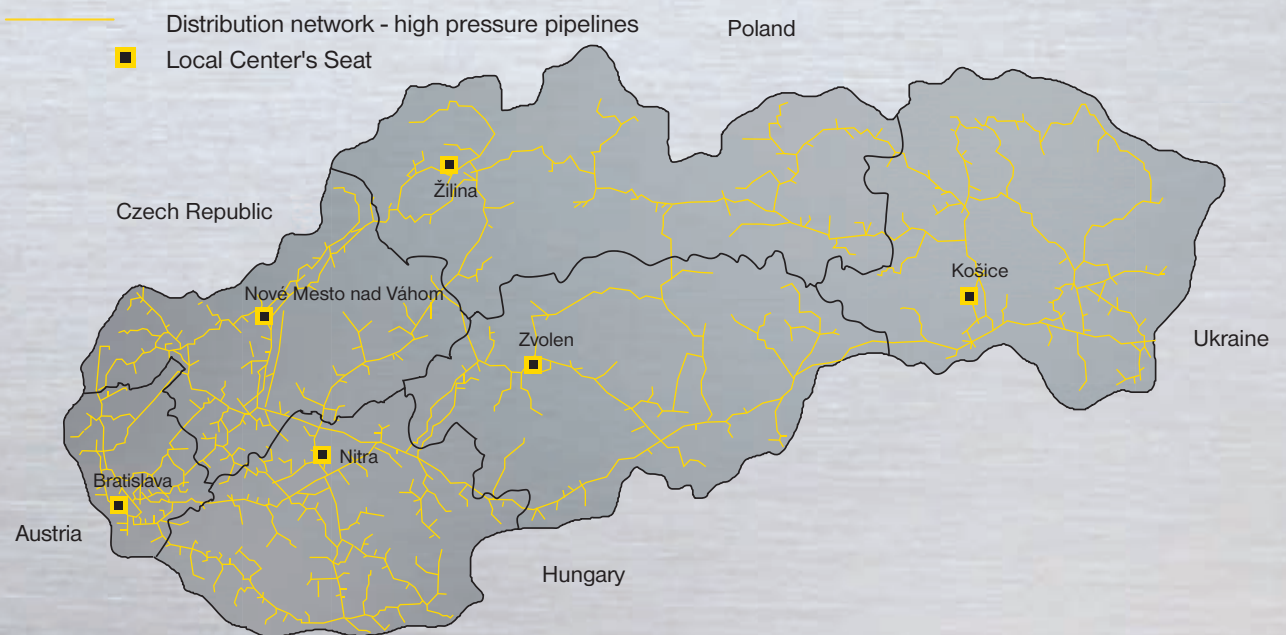 Distribution network - high pressure pipelines
Local Center's Seat
Poland
Žilina
Czech Republic
Košice
Nové Mesto nad Váhom
Zvolen
Ukraine
Nitra
Bratislava
Austria
Hungary